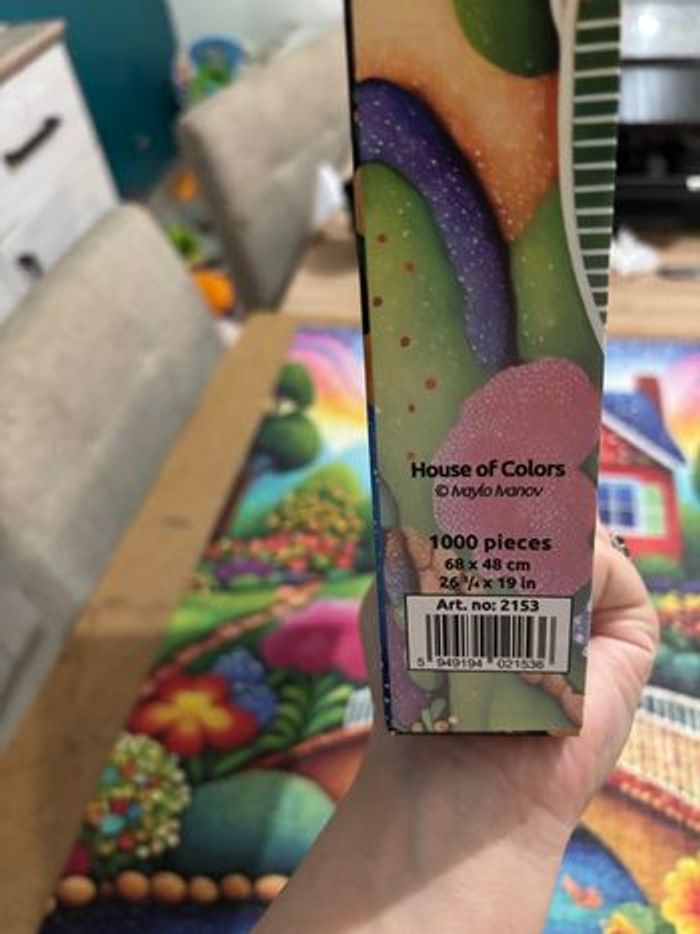 House of Colors
© Ivaylo Ivanov
1000 pieces
68 x 48 cm
26 ³/₄ x 19 in
Art. no: 2153
5 949194 021536